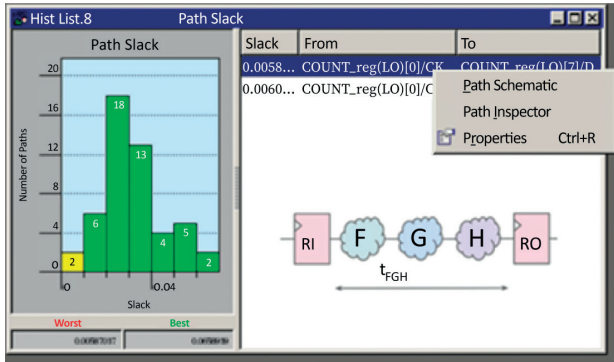 Hist List.8 Path Slack
Path Slack
Number of Paths
20
16
12
8
4
0
2
6
18
13
4
5
2
0
0.04
Slack
Worst Best
Slack From To
0.0058... COUNT_reg(LO)[0]/CK COUNT_reg(LO)[7]/D
0.0060... COUNT_reg(LO)[0]/C
Path Schematic
Path Inspector
Properties Ctrl+R
RI F G H RO
tFGH